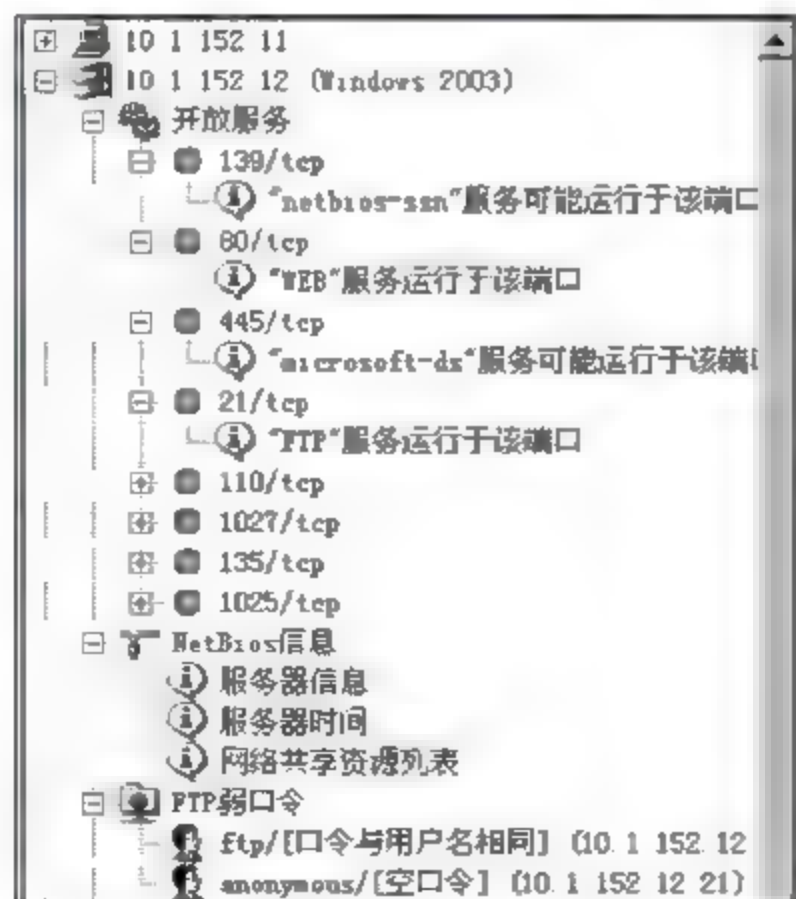 10 1 152 11
10 1 152 12 (Windows 2003)
开放服务
139/tcp
"netbios-ssn"服务可能运行于该端口
80/tcp
"WEB"服务运行于该端口
445/tcp
"microsoft-ds"服务可能运行于该端
21/tcp
"FTP"服务运行于该端口
110/tcp
1027/tcp
135/tcp
1025/tcp
NetBios信息
服务器信息
服务器时间
网络共享资源列表
FTP弱口令
ftp/[口令与用户名相同] (10.1 152.12
anonymous/[空口令] (10.1 152 12 21)